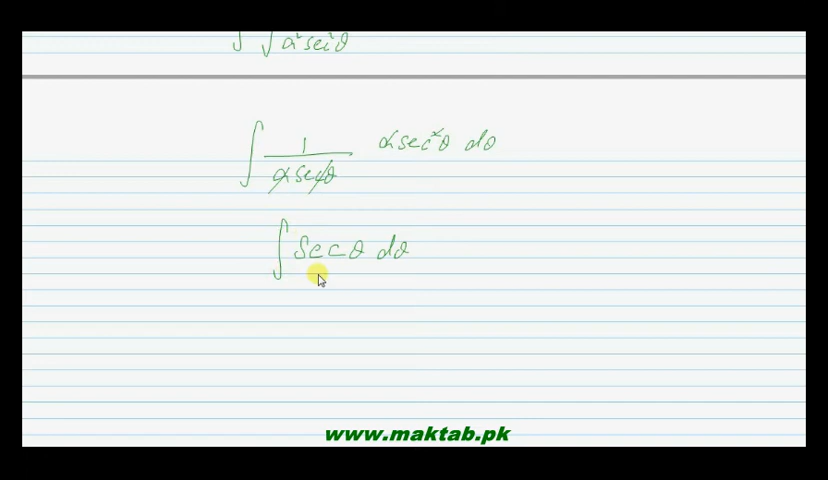 ∫ √a²sec²θ
∫ 1/(a secθ) a sec²θ dθ
∫ secθ dθ
www.maktab.pk